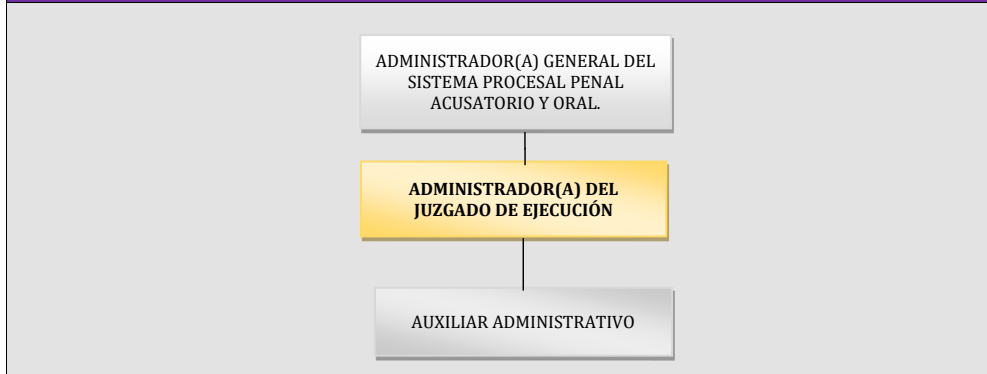 ADMINISTRADOR(A) GENERAL DEL
SISTEMA PROCESAL PENAL
ACUSATORIO Y ORAL.
ADMINISTRADOR(A) DEL
JUZGADO DE EJECUCIÓN
AUXILIAR ADMINISTRATIVO